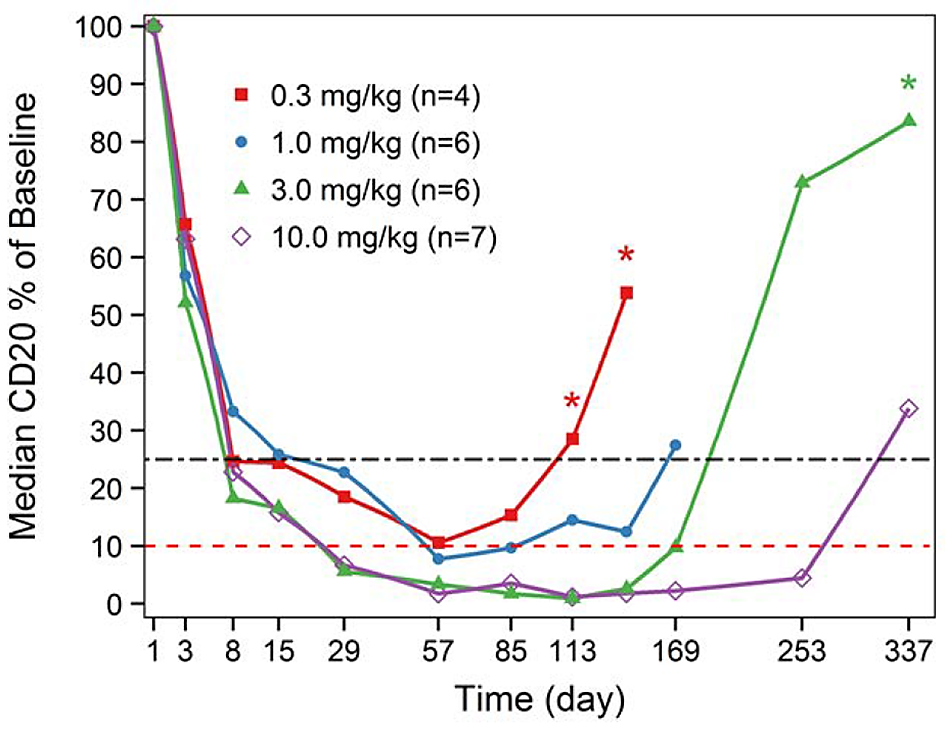 Median CD20 % of Baseline
100
90
80
70
60
50
40
30
20
10
0
0.3 mg/kg (n=4)
1.0 mg/kg (n=6)
3.0 mg/kg (n=6)
10.0 mg/kg (n=7)
*
*
*
1 3 8 15 29 57 85 113 169 253 337
Time (day)